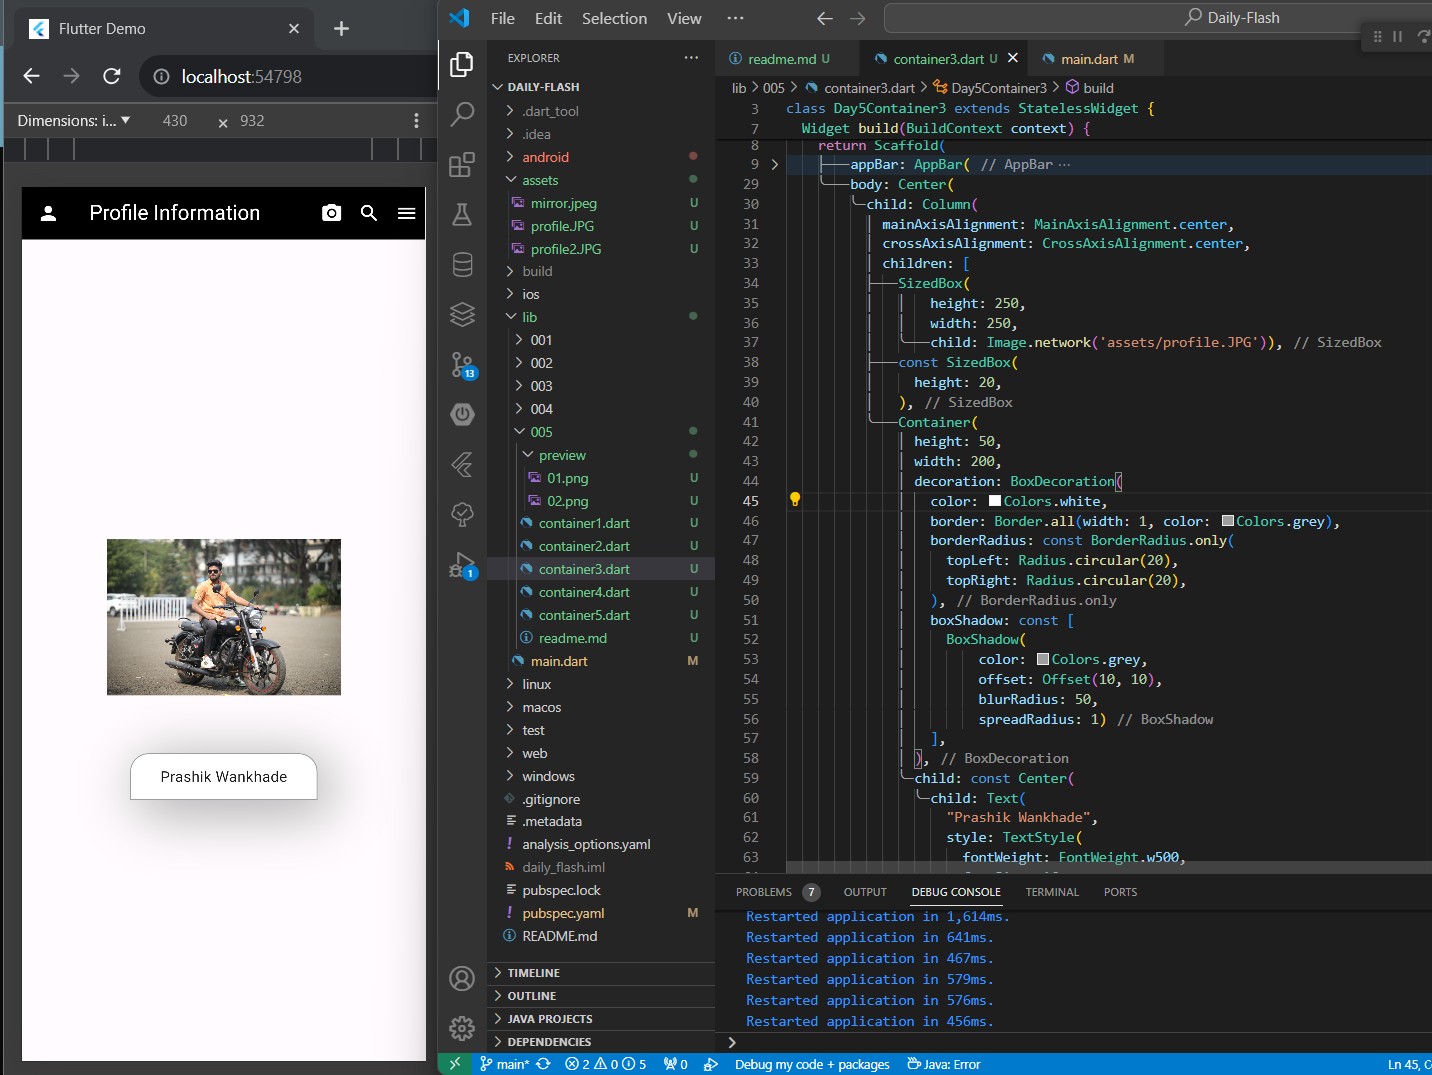 Flutter Demo
localhost:54798
Dimensions: i...
430
× 932
Profile Information
Prashik Wankhade
File Edit Selection View ···
Daily-Flash
EXPLORER
DAILY-FLASH
.dart_tool
.idea
android
assets
mirror.jpeg U
profile.JPG U
profile2.JPG U
build
ios
lib
001
002
003
004
005
preview
01.png U
02.png U
container1.dart U
container2.dart U
container3.dart U
container4.dart U
container5.dart U
readme.md U
main.dart M
linux
macos
test
web
windows
.gitignore
.metadata
analysis_options.yaml
daily_flash.iml
pubspec.lock
pubspec.yaml M
README.md
TIMELINE
OUTLINE
JAVA PROJECTS
DEPENDENCIES
13
1
readme.md U
container3.dart U
main.dart M
lib > 005 > container3.dart > Day5Container3 > build
3 class Day5Container3 extends StatelessWidget {
7 Widget build(BuildContext context) {
8 return Scaffold(
9 appBar: AppBar( // AppBar ···
29 body: Center(
30 child: Column(
31 mainAxisAlignment: MainAxisAlignment.center,
32 crossAxisAlignment: CrossAxisAlignment.center,
33 children: [
34 SizedBox(
35 height: 250,
36 width: 250,
37 child: Image.network('assets/profile.JPG')), // SizedBox
38 const SizedBox(
39 height: 20,
40 ), // SizedBox
41 Container(
42 height: 50,
43 width: 200,
44 decoration: BoxDecoration(
45 color: Colors.white,
46 border: Border.all(width: 1, color: Colors.grey),
47 borderRadius: const BorderRadius.only(
48 topLeft: Radius.circular(20),
49 topRight: Radius.circular(20),
50 ), // BorderRadius.only
51 boxShadow: const [
52 BoxShadow(
53 color: Colors.grey,
54 offset: Offset(10, 10),
55 blurRadius: 50,
56 spreadRadius: 1) // BoxShadow
57 ],
58 ), // BoxDecoration
59 child: const Center(
60 child: Text(
61 "Prashik Wankhade",
62 style: TextStyle(
63 fontWeight: FontWeight.w500,
PROBLEMS 7 OUTPUT DEBUG CONSOLE TERMINAL PORTS
Restarted application in 1,614ms.
Restarted application in 641ms.
Restarted application in 467ms.
Restarted application in 579ms.
Restarted application in 576ms.
Restarted application in 456ms.
main* 2 0 5 0 Debug my code + packages Java: Error Ln 45, C